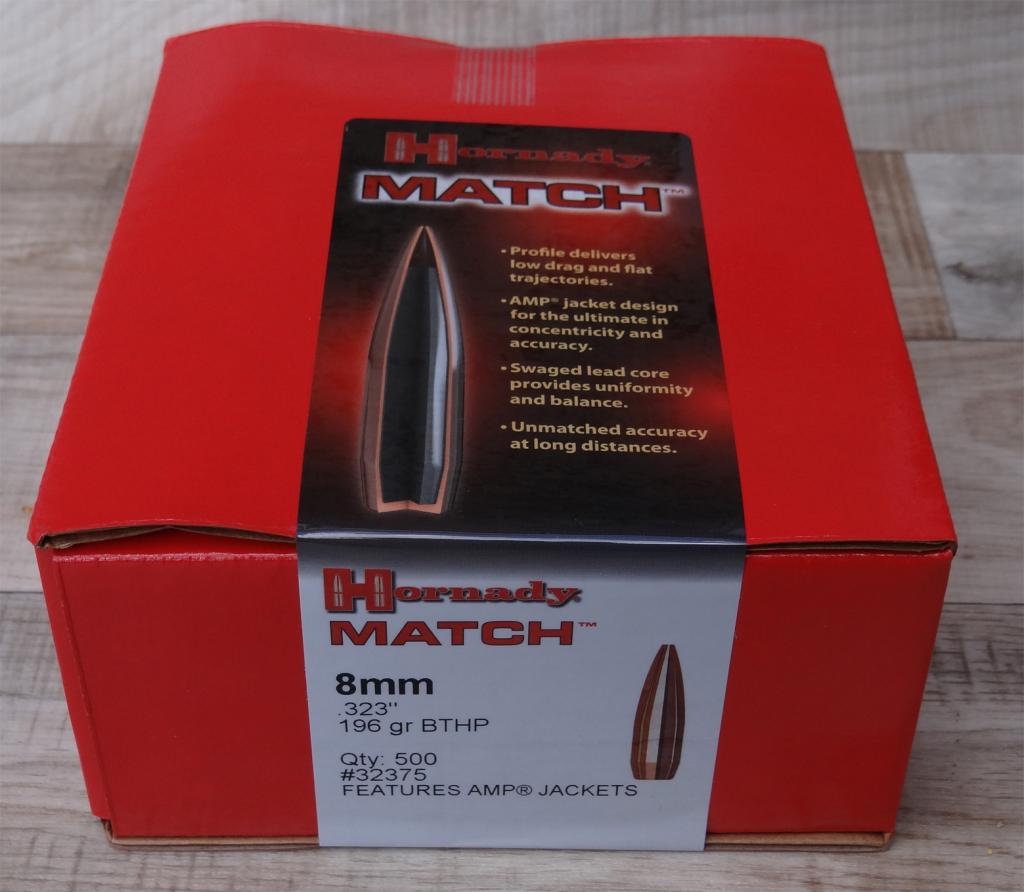 Hornady
MATCH™
• Profile delivers
low drag and flat
trajectories.
• AMP® jacket design
for the ultimate in
concentricity and
accuracy.
• Swaged lead core
provides uniformity
and balance.
• Unmatched accuracy
at long distances.
Hornady
MATCH™
8mm
.323"
196 gr BTHP
Qty: 500
#32375
FEATURES AMP® JACKETS